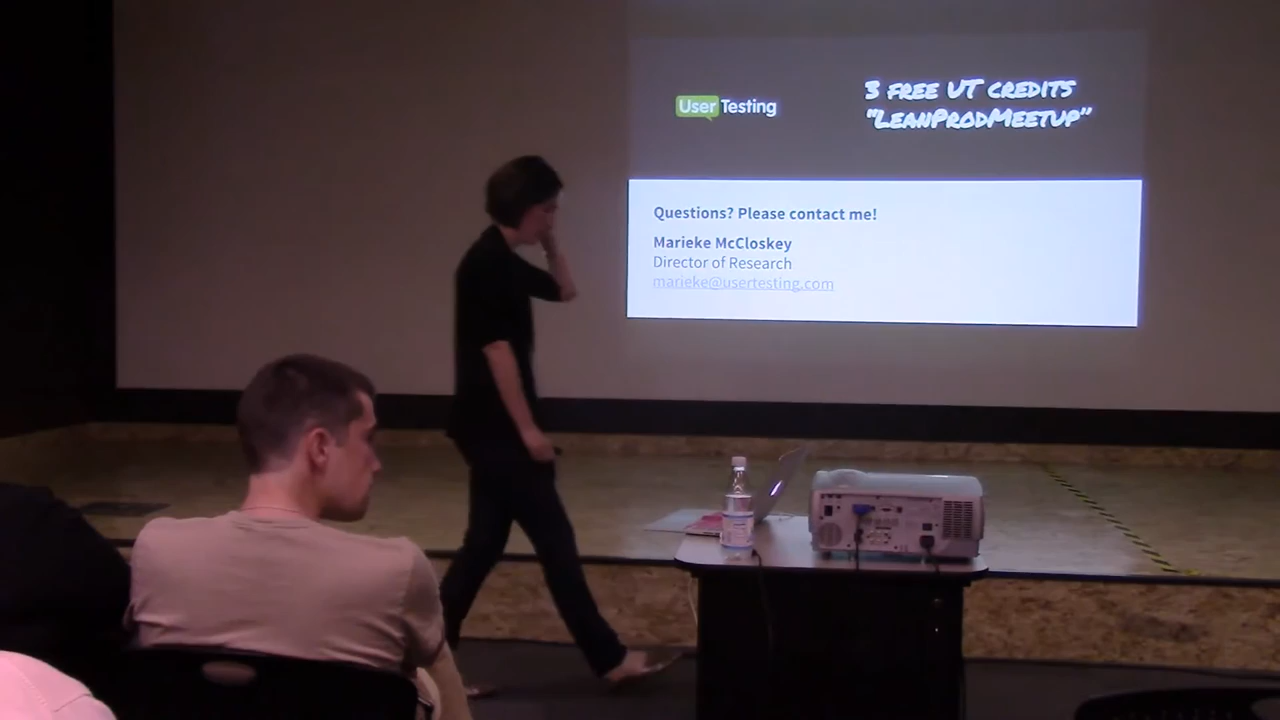 UserTesting
3 FREE UT CREDITS
"LEANPRODMEETUP"
Questions? Please contact me!
Marieke McCloskey
Director of Research
marieke@usertesting.com